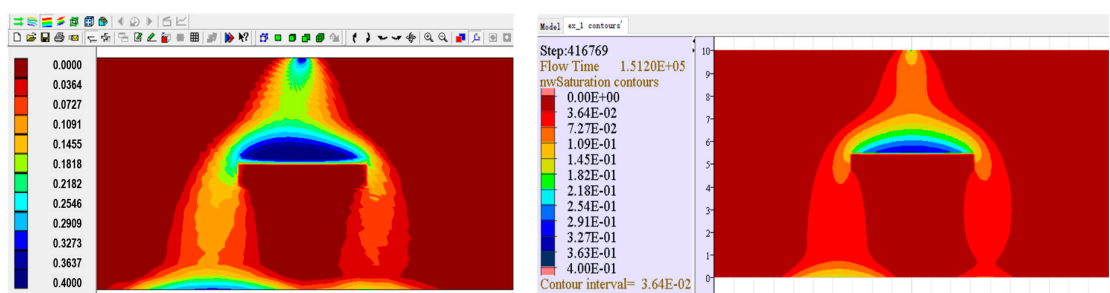 0.0000
0.0364
0.0727
0.1091
0.1455
0.1818
0.2182
0.2546
0.2909
0.3273
0.3637
0.4000
Model ex_1 contours'
Step:416769
Flow Time 1.5120E+05
nwSaturation contours
0.00E+00
3.64E-02
7.27E-02
1.09E-01
1.45E-01
1.82E-01
2.18E-01
2.54E-01
2.91E-01
3.27E-01
3.63E-01
4.00E-01
Contour interval= 3.64E-02
10
9
8
7
6
5
4
3
2
1
0